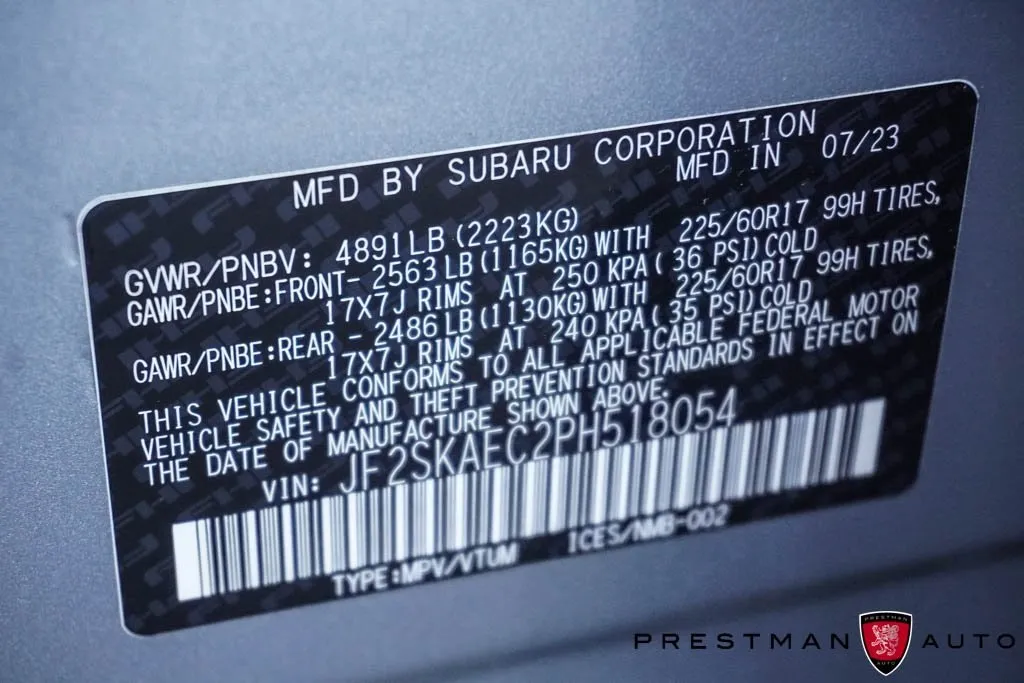 MFD BY SUBARU CORPORATION
MFD IN 07/23
GVWR/PNBV: 4891LB (2223KG)
GAWR/PNBE:FRONT- 2563LB (1165KG) WITH 225/60R17 99H TIRES,
17X7J RIMS AT 250 KPA ( 36 PSI) COLD
GAWR/PNBE:REAR - 2486LB (1130KG) WITH 225/60R17 99H TIRES,
17X7J RIMS AT 240 KPA ( 35 PSI) COLD
THIS VEHICLE CONFORMS TO ALL APPLICABLE FEDERAL MOTOR
VEHICLE SAFETY AND THEFT PREVENTION STANDARDS IN EFFECT ON
THE DATE OF MANUFACTURE SHOWN ABOVE.
VIN: JF2SKAEC2PH518054
TYPE:MPV/VTUM ICES/NMB-002
PRESTMAN AUTO
PRESTMAN
AUTO